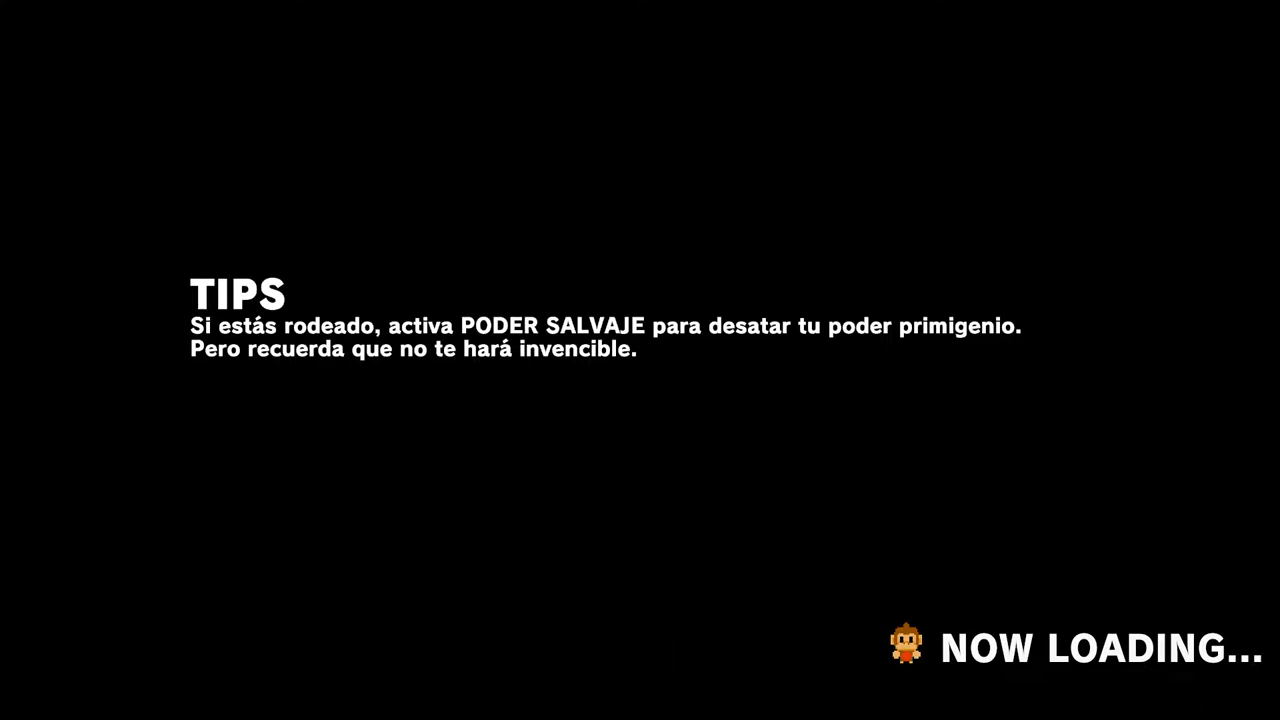 TIPS
Si estás rodeado, activa PODER SALVAJE para desatar tu poder primigenio.
Pero recuerda que no te hará invencible.
NOW LOADING...